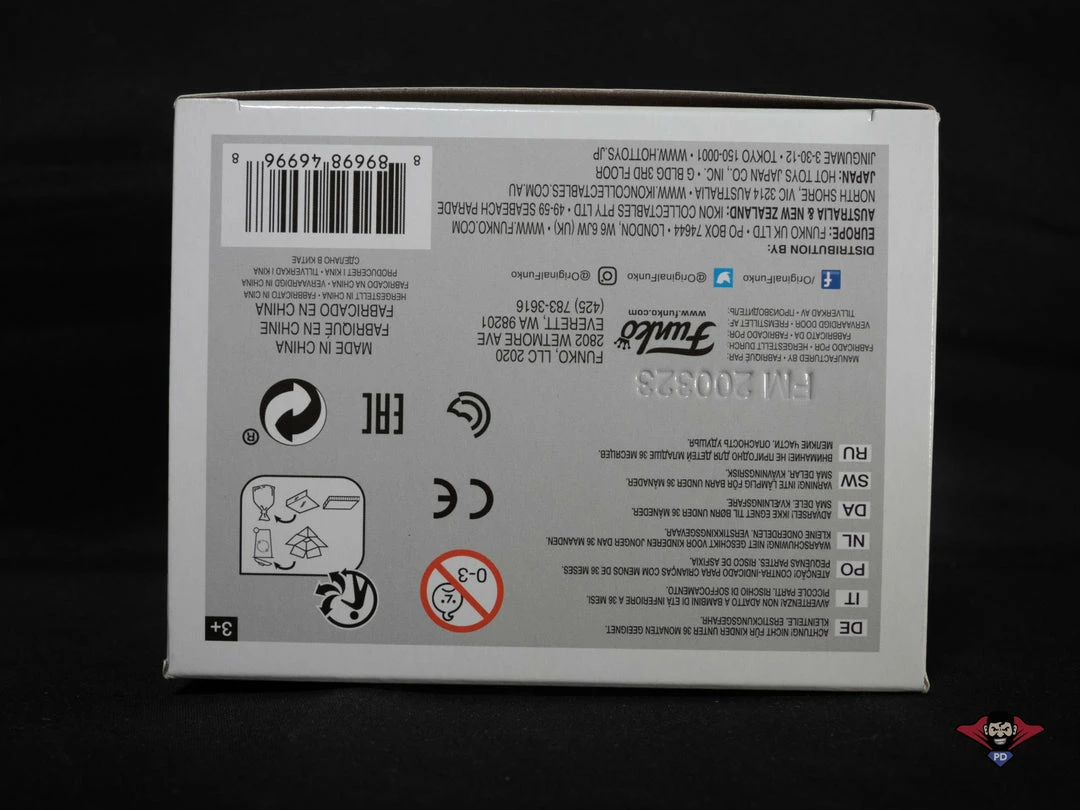 3+
0-3
DE ACHTUNG! NICHT FÜR KINDER UNTER 36 MONATEN GEEIGNET.
KLEINTEILE. ERSTICKUNGSGEFAHR.
IT AVVERTENZA! NON ADATTO A BAMBINI DI ETÀ INFERIORE A 36 MESI.
PICCOLE PARTI. RISCHIO DI SOFFOCAMENTO.
PO ATENÇÃO! CONTRA-INDICADO PARA CRIANÇAS COM MENOS DE 36 MESES.
PEQUENAS PARTES. RISCO DE ASFIXIA
NL WAARSCHUWING! NIET GESCHIKT VOOR KINDEREN JONGER DAN 36 MAANDEN.
KLEINE ONDERDELEN. VERSTIKKINGSGEVAAR.
DA ADVARSEL! IKKE EGNET TIL BØRN UNDER 36 MÅNEDER.
SMÅ DELE. KVÆLNINGSFARE.
SW VARNING! INTE LÄMPLIG FÖR BARN UNDER 36 MÅNADER.
SMÅ DELAR. KVÄVNINGSRISK.
RU ВНИМАНИЕ! НЕ ПРИГОДНО ДЛЯ ДЕТЕЙ МЛАДШЕ 36 МЕСЯЦЕВ.
МЕЛКИЕ ЧАСТИ. ОПАСНОСТЬ УДУШЬЯ.
CE
EAC
®
FM 200323
MANUFACTURED BY • FABRIQUÉ PAR:
FABRICADO POR • HERGESTELLT DURCH:
FABBRICATO DA • FABRICADO POR:
VERVAARDIGD DOOR • FREMSTILLET AF:
TILLVERKAD AV • ПРОИЗВОДИТЕЛЬ:
Funko
www.funko.com
FUNKO, LLC 2020
2802 WETMORE AVE
EVERETT, WA 98201
(425) 783-3616
MADE IN CHINA
FABRIQUÉ EN CHINE
FABRICADO EN CHINA
HERGESTELLT IN CHINA • FABBRICATO IN CINA
FABRICADO NA CHINA • VERVAARDIGD IN CHINA
PRODUCERET I KINA • TILLVERKAD I KINA
СДЕЛАНО В КИТАЕ
/OriginalFunko @OriginalFunko @OriginalFunko
DISTRIBUTION BY:
EUROPE: FUNKO UK LTD • PO BOX 74644 • LONDON, W6 6JW (UK) • WWW.FUNKO.COM
AUSTRALIA & NEW ZEALAND: IKON COLLECTABLES PTY LTD • 49-59 SEABEACH PARADE
NORTH SHORE, VIC 3214 AUSTRALIA • WWW.IKONCOLLECTABLES.COM.AU
JAPAN: HOT TOYS JAPAN CO., INC. • G BLDG 3RD FLOOR
JINGUMAE 3-30-12 • TOKYO 150-0001 • WWW.HOTTOYS.JP
8 89698 46996 8
PD